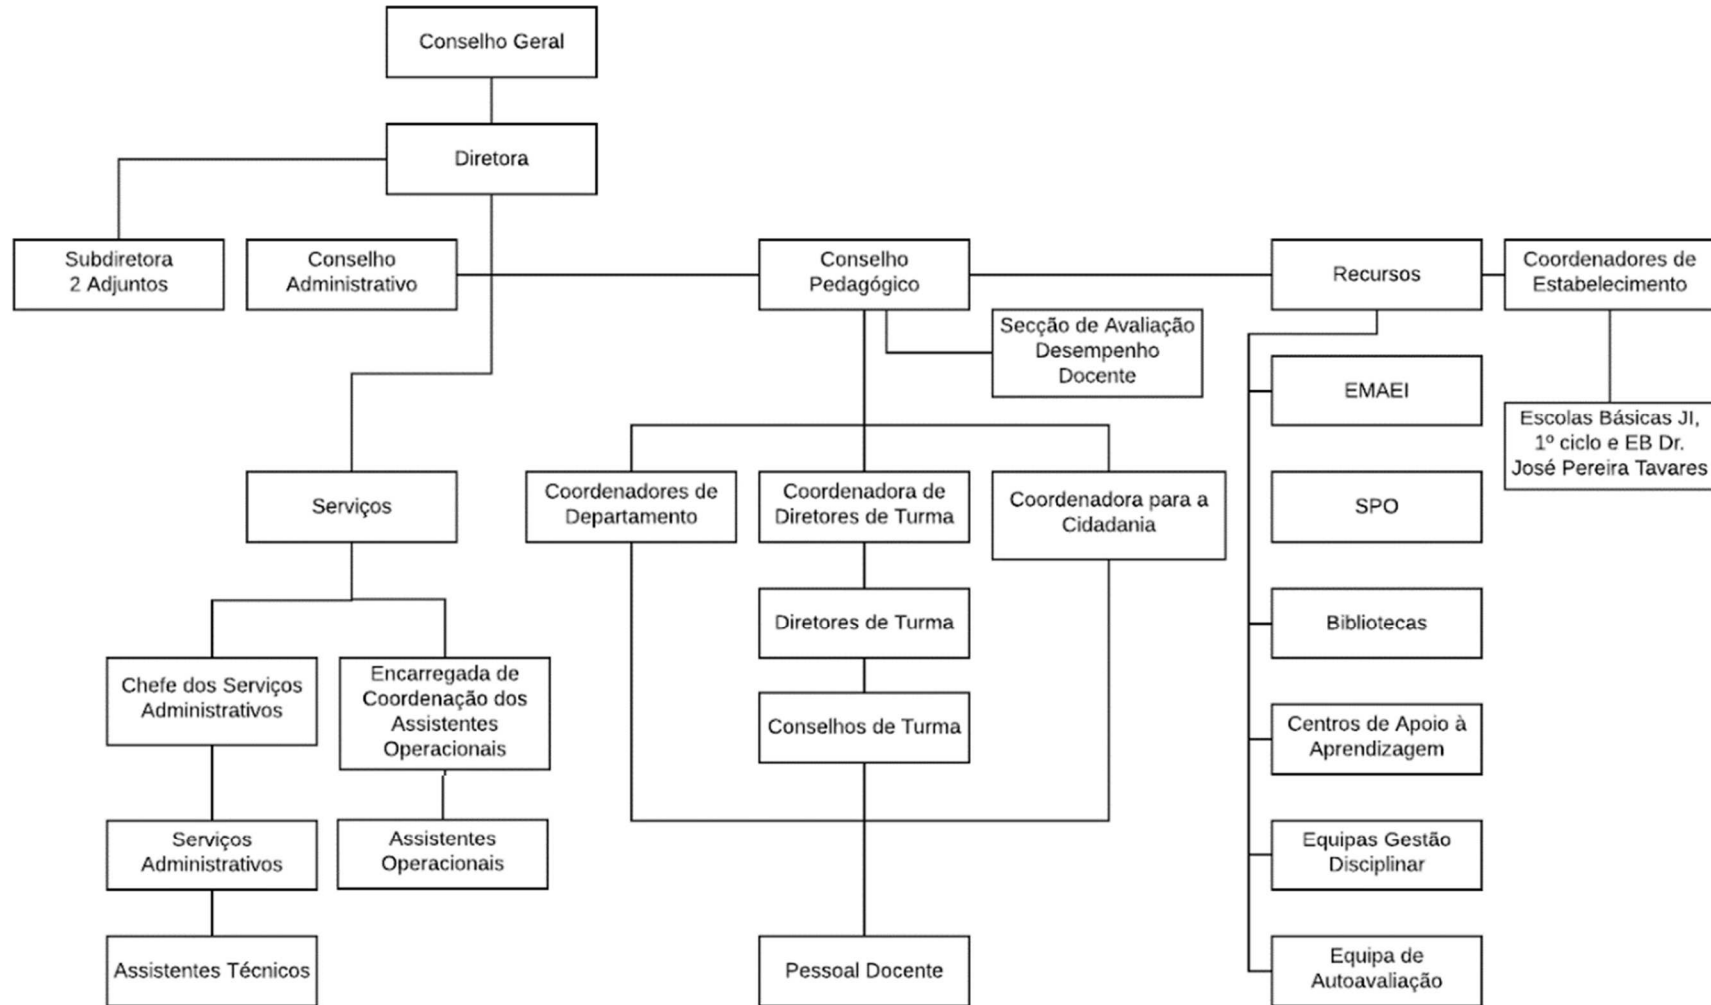 Conselho Geral
Diretora
Subdiretora
2 Adjuntos
Conselho
Administrativo
Conselho
Pedagógico
Recursos
Coordenadores de
Estabelecimento
Secção de Avaliação
Desempenho
Docente
EMAEI
Escolas Básicas JI,
1º ciclo e EB Dr.
José Pereira Tavares
Serviços
Coordenadores de
Departamento
Coordenadora de
Diretores de Turma
Coordenadora para a
Cidadania
SPO
Diretores de Turma
Bibliotecas
Chefe dos Serviços
Administrativos
Encarregada de
Coordenação dos
Assistentes
Operacionais
Conselhos de Turma
Centros de Apoio à
Aprendizagem
Serviços
Administrativos
Assistentes
Operacionais
Equipas Gestão
Disciplinar
Assistentes Técnicos
Pessoal Docente
Equipa de
Autoavaliação